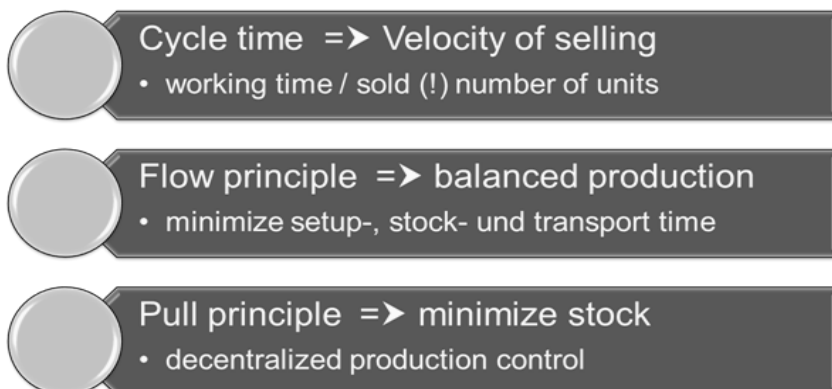 Cycle time => Velocity of selling
• working time / sold (!) number of units
Flow principle => balanced production
• minimize setup-, stock- und transport time
Pull principle => minimize stock
• decentralized production control